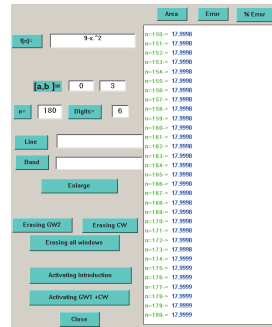 Area Error % Error
f(x)= 9-x.^2
[a,b]= 0 3
n= 180 Digits= 6
Line
Band
Enlarge
Erasing GW2 Erasing CW
Erasing all windows
Activating Introduction
Activating GW1 +CW
Close
n=150-> 17.9998
n=151-> 17.9998
n=152-> 17.9998
n=153-> 17.9998
n=154-> 17.9998
n=155-> 17.9998
n=156-> 17.9998
n=157-> 17.9998
n=158-> 17.9998
n=159-> 17.9998
n=160-> 17.9998
n=161-> 17.9998
n=162-> 17.9998
n=163-> 17.9998
n=164-> 17.9998
n=165-> 17.9998
n=166-> 17.9998
n=167-> 17.9998
n=168-> 17.9998
n=169-> 17.9998
n=170-> 17.9998
n=171-> 17.9998
n=172-> 17.9998
n=173-> 17.9998
n=174-> 17.9999
n=175-> 17.9999
n=176-> 17.9999
n=177-> 17.9999
n=178-> 17.9999
n=179-> 17.9999
n=180-> 17.9999